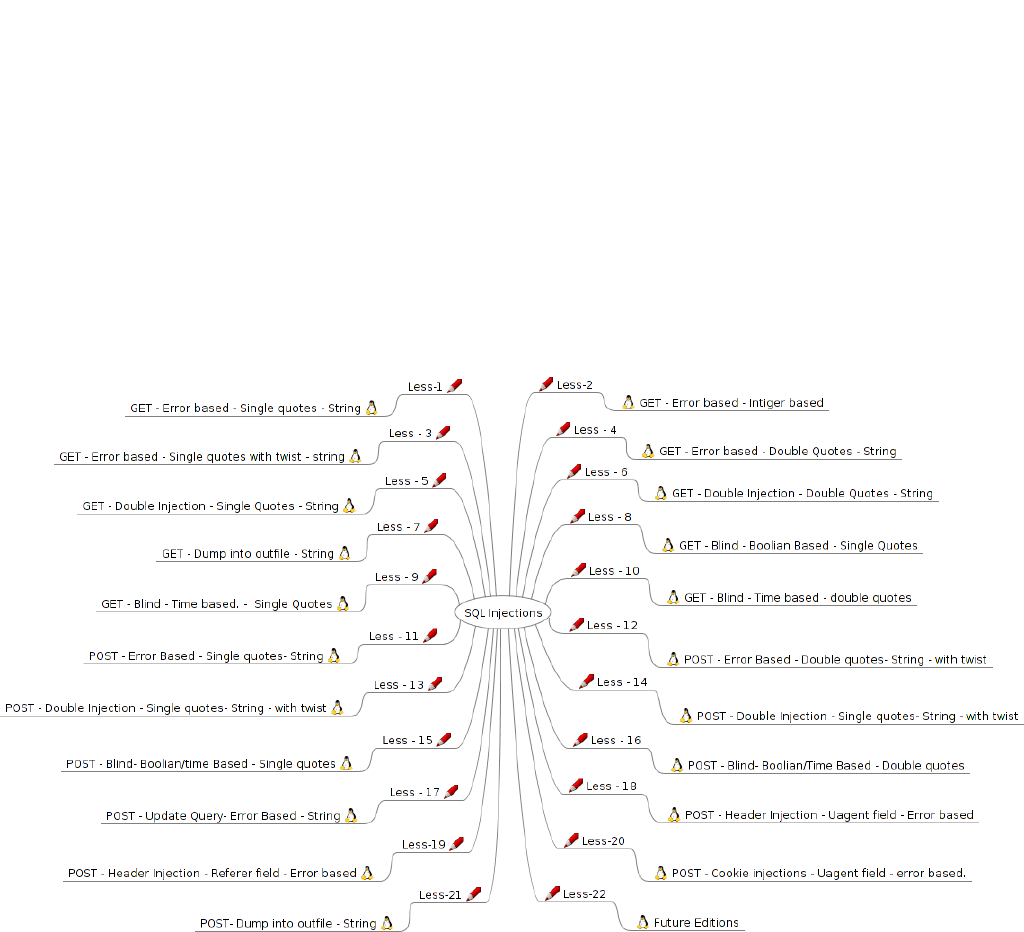 Less-1
GET - Error based - Single quotes - String
Less - 3
GET - Error based - Single quotes with twist - string
Less - 5
GET - Double Injection - Single Quotes - String
Less - 7
GET - Dump into outfile - String
Less - 9
GET - Blind - Time based. -  Single Quotes
Less - 11
POST - Error Based - Single quotes- String
Less - 13
POST - Double Injection - Single quotes- String - with twist
Less - 15
POST - Blind- Boolian/time Based - Single quotes
Less - 17
POST - Update Query- Error Based - String
Less-19
POST - Header Injection - Referer field - Error based
Less-21
POST- Dump into outfile - String
SQL Injections
Less-2
GET - Error based - Intiger based
Less - 4
GET - Error based - Double Quotes - String
Less - 6
GET - Double Injection - Double Quotes - String
Less - 8
GET - Blind - Boolian Based - Single Quotes
Less - 10
GET - Blind - Time based - double quotes
Less - 12
POST - Error Based - Double quotes- String - with twist
Less - 14
POST - Double Injection - Single quotes- String - with twist
Less - 16
POST - Blind- Boolian/Time Based - Double quotes
Less - 18
POST - Header Injection - Uagent field - Error based
Less-20
POST - Cookie injections - Uagent field - error based.
Less-22
Future Editions